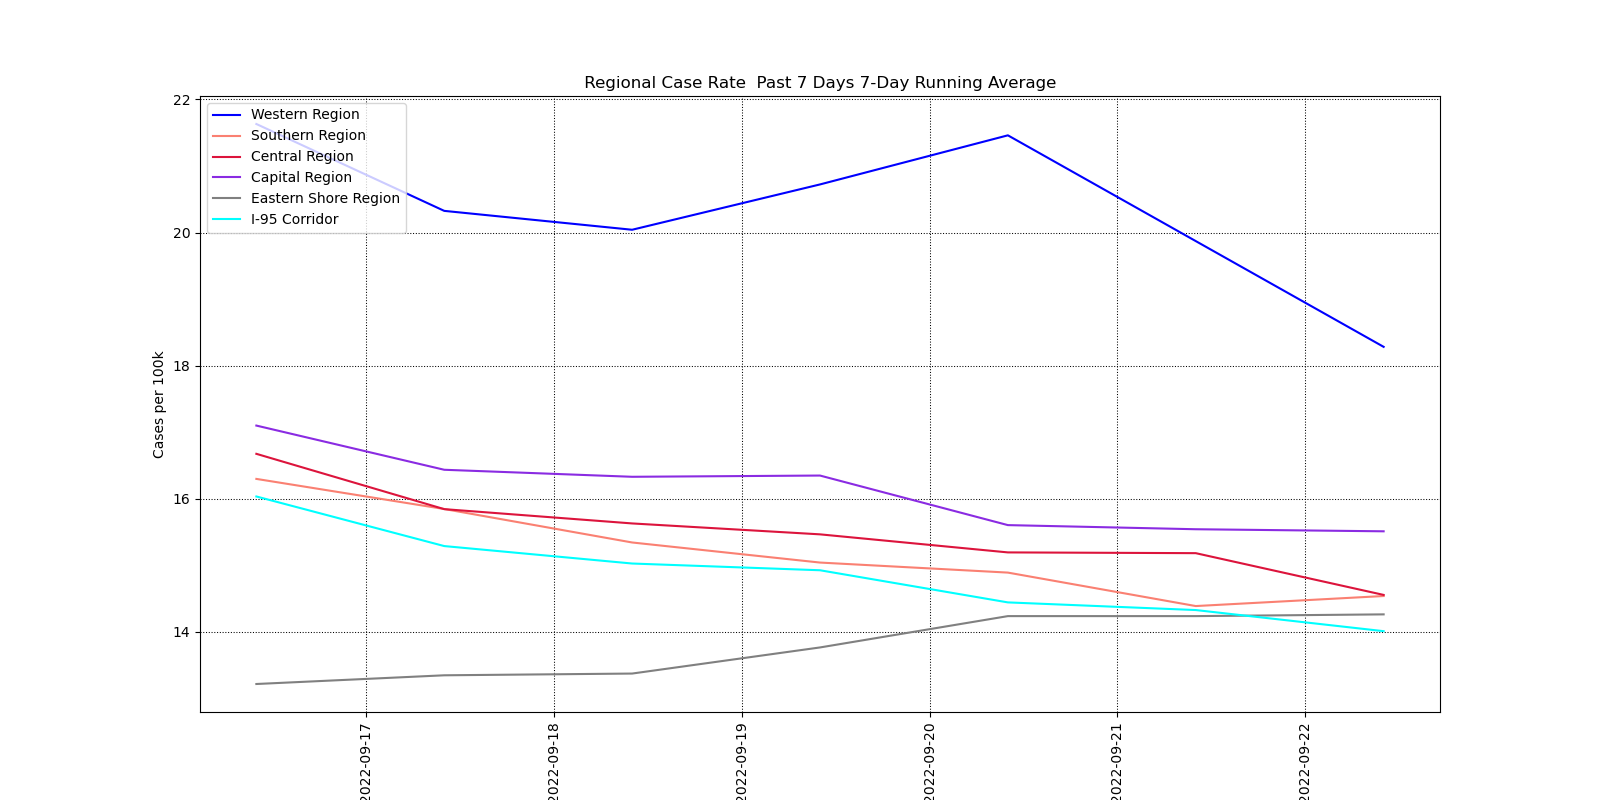 Regional Case Rate  Past 7 Days 7-Day Running Average
22
20
18
16
14
Cases per 100k
Western Region
Southern Region
Central Region
Capital Region
Eastern Shore Region
I-95 Corridor
2022-09-17
2022-09-18
2022-09-19
2022-09-20
2022-09-21
2022-09-22